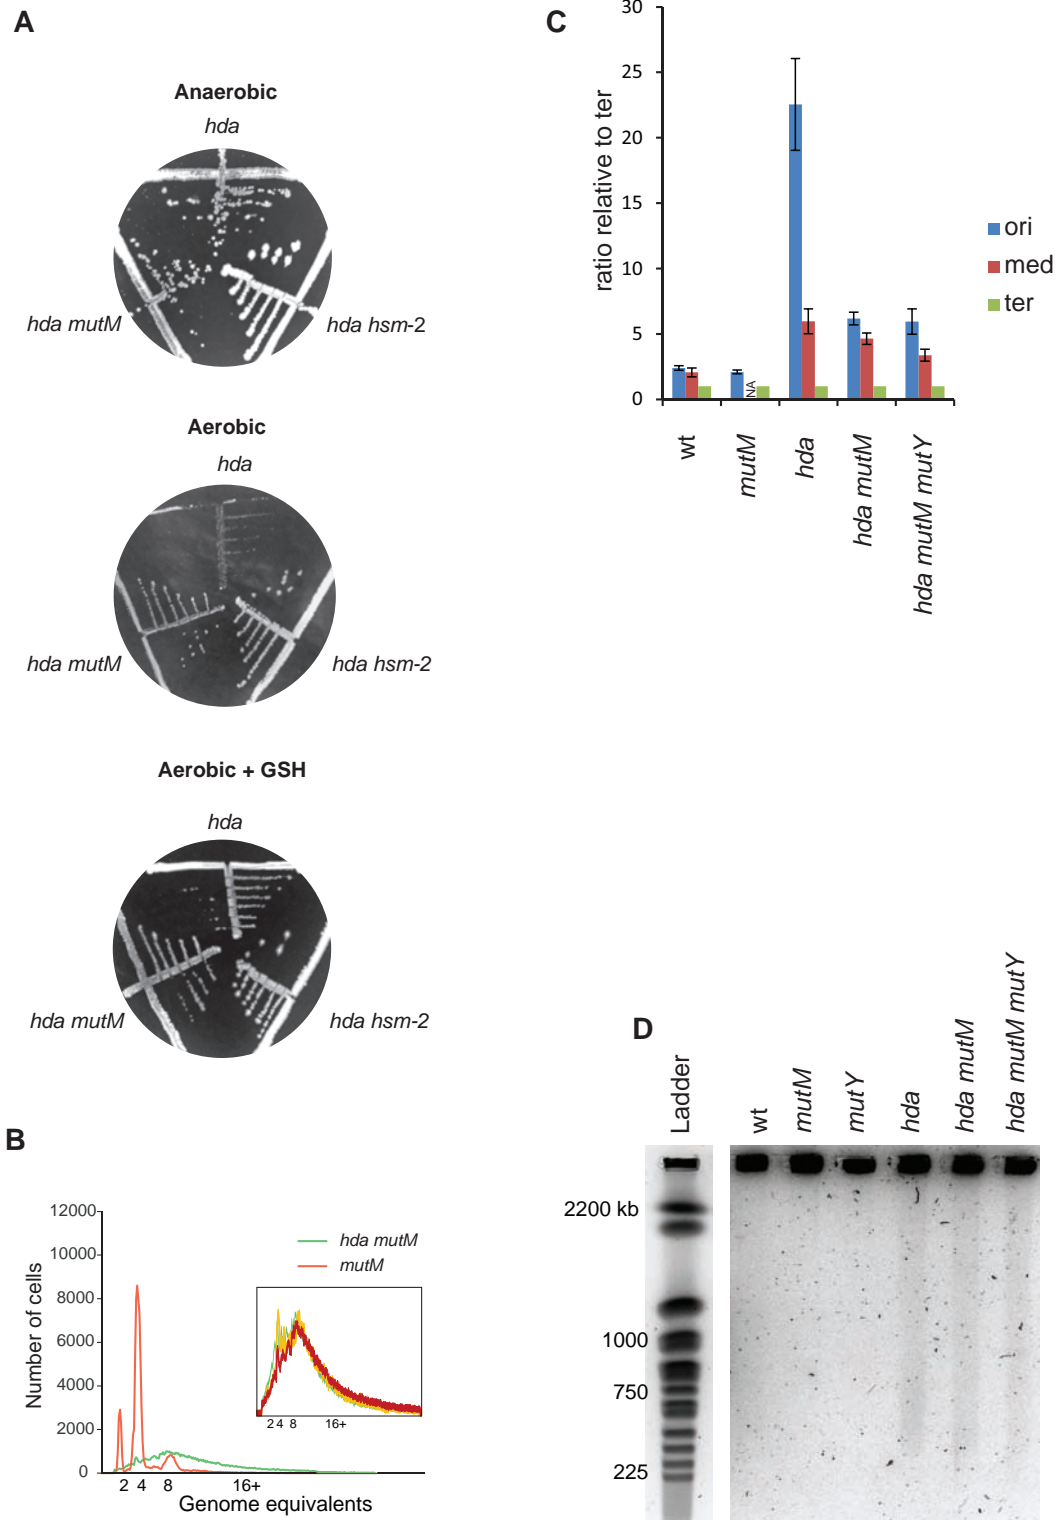 A
Anaerobic
hda
hda mutM
hda hsm-2
Aerobic
hda
hda mutM
hda hsm-2
Aerobic + GSH
hda
hda mutM
hda hsm-2
B
Number of cells
12000
10000
8000
6000
4000
2000
0
2 4 8 16+
Genome equivalents
hda mutM
mutM
2 4 8 16+
C
ratio relative to ter
30
25
20
15
10
5
0
NA
wt
mutM
hda
hda mutM
hda mutM mutY
ori
med
ter
D
Ladder
wt
mutM
mutY
hda
hda mutM
hda mutM mutY
2200 kb
1000
750
225